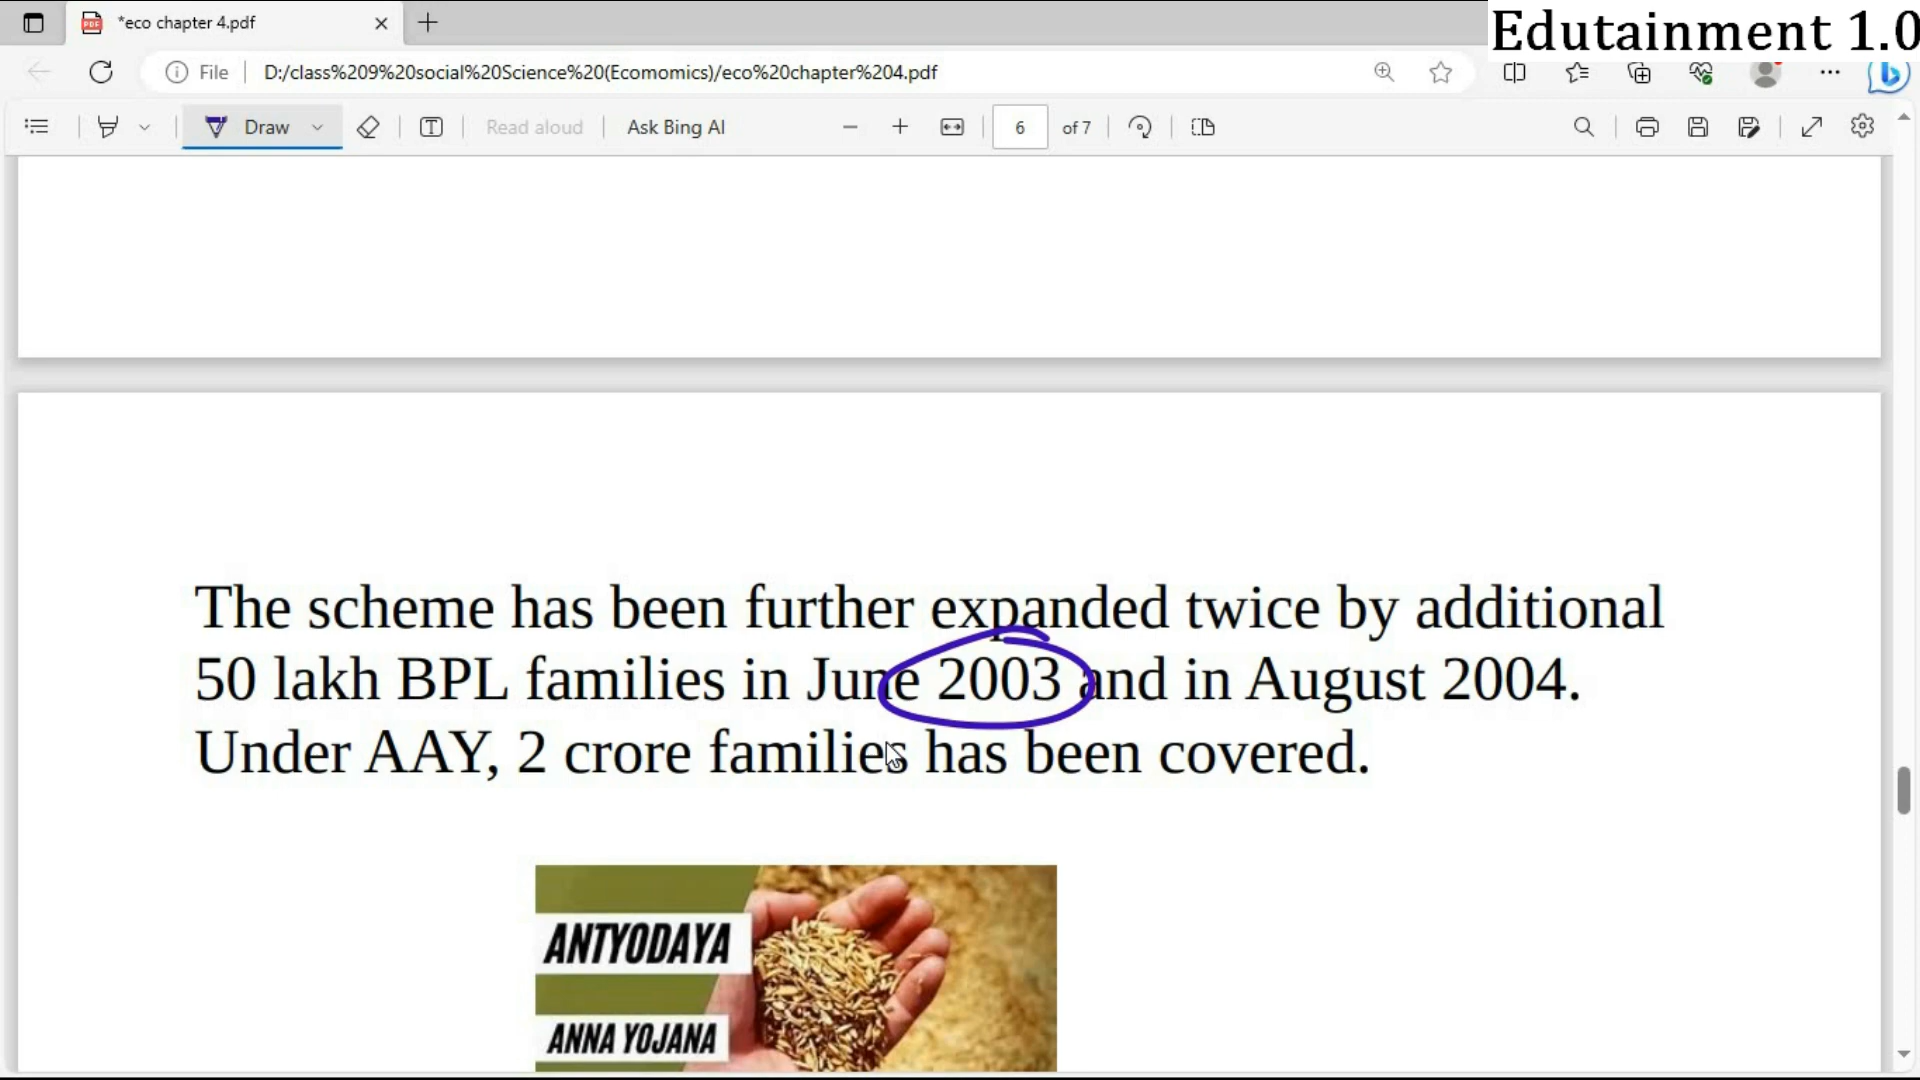 *eco chapter 4.pdf
Edutainment 1.0
File
D:/class%209%20social%20Science%20(Ecomomics)/eco%20chapter%204.pdf
Draw
Read aloud
Ask Bing AI
6
of 7
The scheme has been further expanded twice by additional
50 lakh BPL families in June 2003 and in August 2004.
Under AAY, 2 crore families has been covered.
ANTYODAYA
ANNA YOJANA